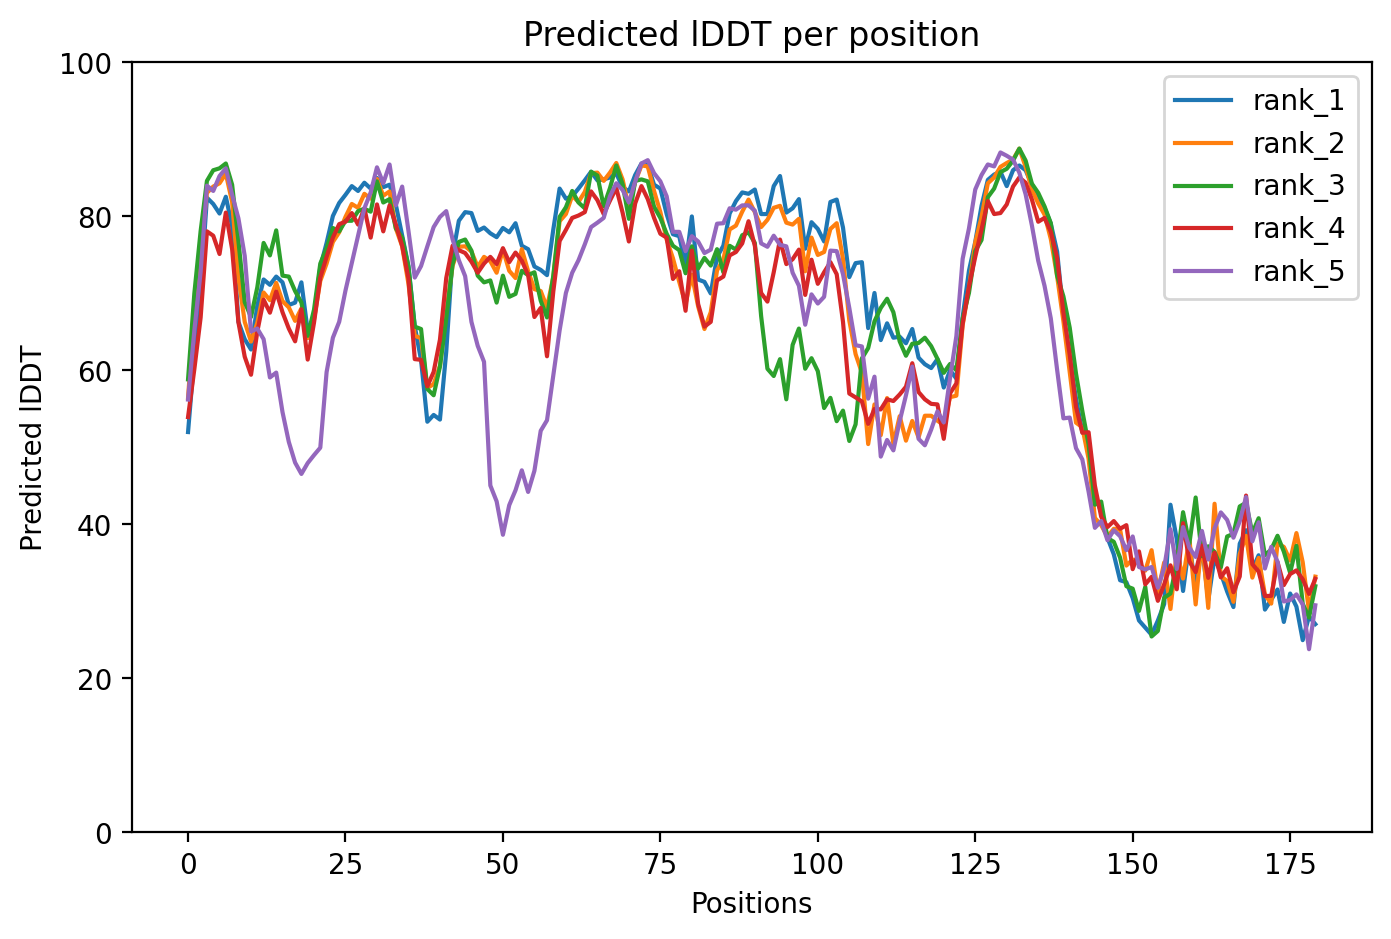 Predicted lDDT per position
100
80
60
40
20
0
Predicted lDDT
0 25 50 75 100 125 150 175
Positions
rank_1
rank_2
rank_3
rank_4
rank_5